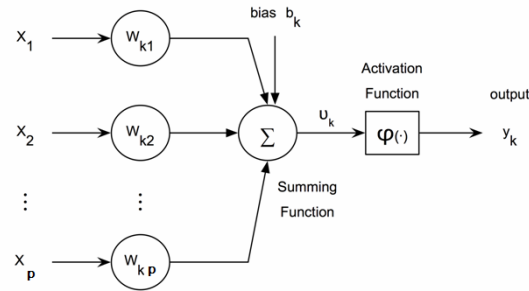 bias b_k
X_1
W_k1
Activation
Function
output
X_2
W_k2
Σ
υ_k
φ(·)
y_k
Summing
Function
⋮
⋮
X_p
W_kp